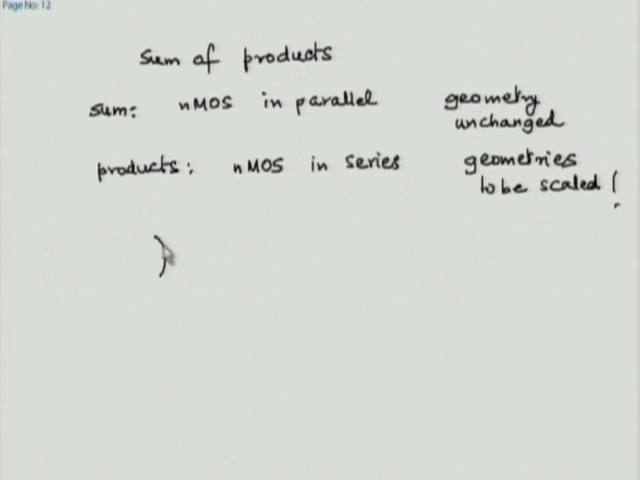 Page No: 12
Sum of products
sum: nMOS in parallel geometry unchanged
products: nMOS in series geometries to be scaled!